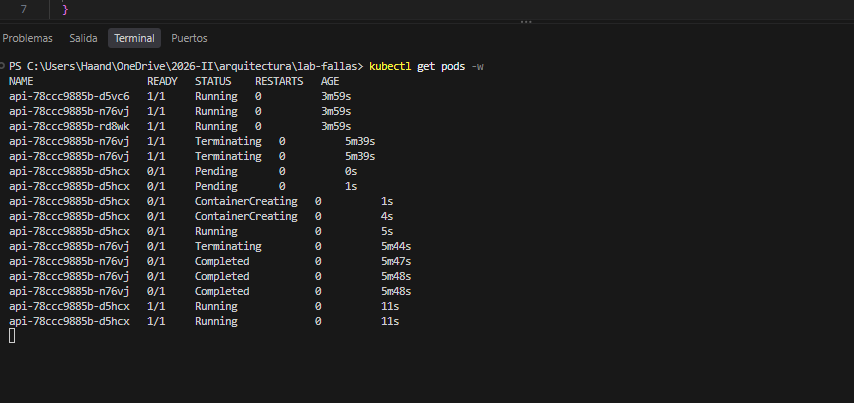 7 }
Problemas Salida Terminal Puertos
PS C:\Users\Haand\OneDrive\2026-II\arquitectura\lab-fallas> kubectl get pods -w
NAME READY STATUS RESTARTS AGE
api-78ccc9885b-d5vc6 1/1 Running 0 3m59s
api-78ccc9885b-n76vj 1/1 Running 0 3m59s
api-78ccc9885b-rd8wk 1/1 Running 0 3m59s
api-78ccc9885b-n76vj 1/1 Terminating 0 5m39s
api-78ccc9885b-n76vj 1/1 Terminating 0 5m39s
api-78ccc9885b-d5hcx 0/1 Pending 0 0s
api-78ccc9885b-d5hcx 0/1 Pending 0 1s
api-78ccc9885b-d5hcx 0/1 ContainerCreating 0 1s
api-78ccc9885b-d5hcx 0/1 ContainerCreating 0 4s
api-78ccc9885b-d5hcx 0/1 Running 0 5s
api-78ccc9885b-n76vj 0/1 Terminating 0 5m44s
api-78ccc9885b-n76vj 0/1 Completed 0 5m47s
api-78ccc9885b-n76vj 0/1 Completed 0 5m48s
api-78ccc9885b-n76vj 0/1 Completed 0 5m48s
api-78ccc9885b-d5hcx 1/1 Running 0 11s
api-78ccc9885b-d5hcx 1/1 Running 0 11s